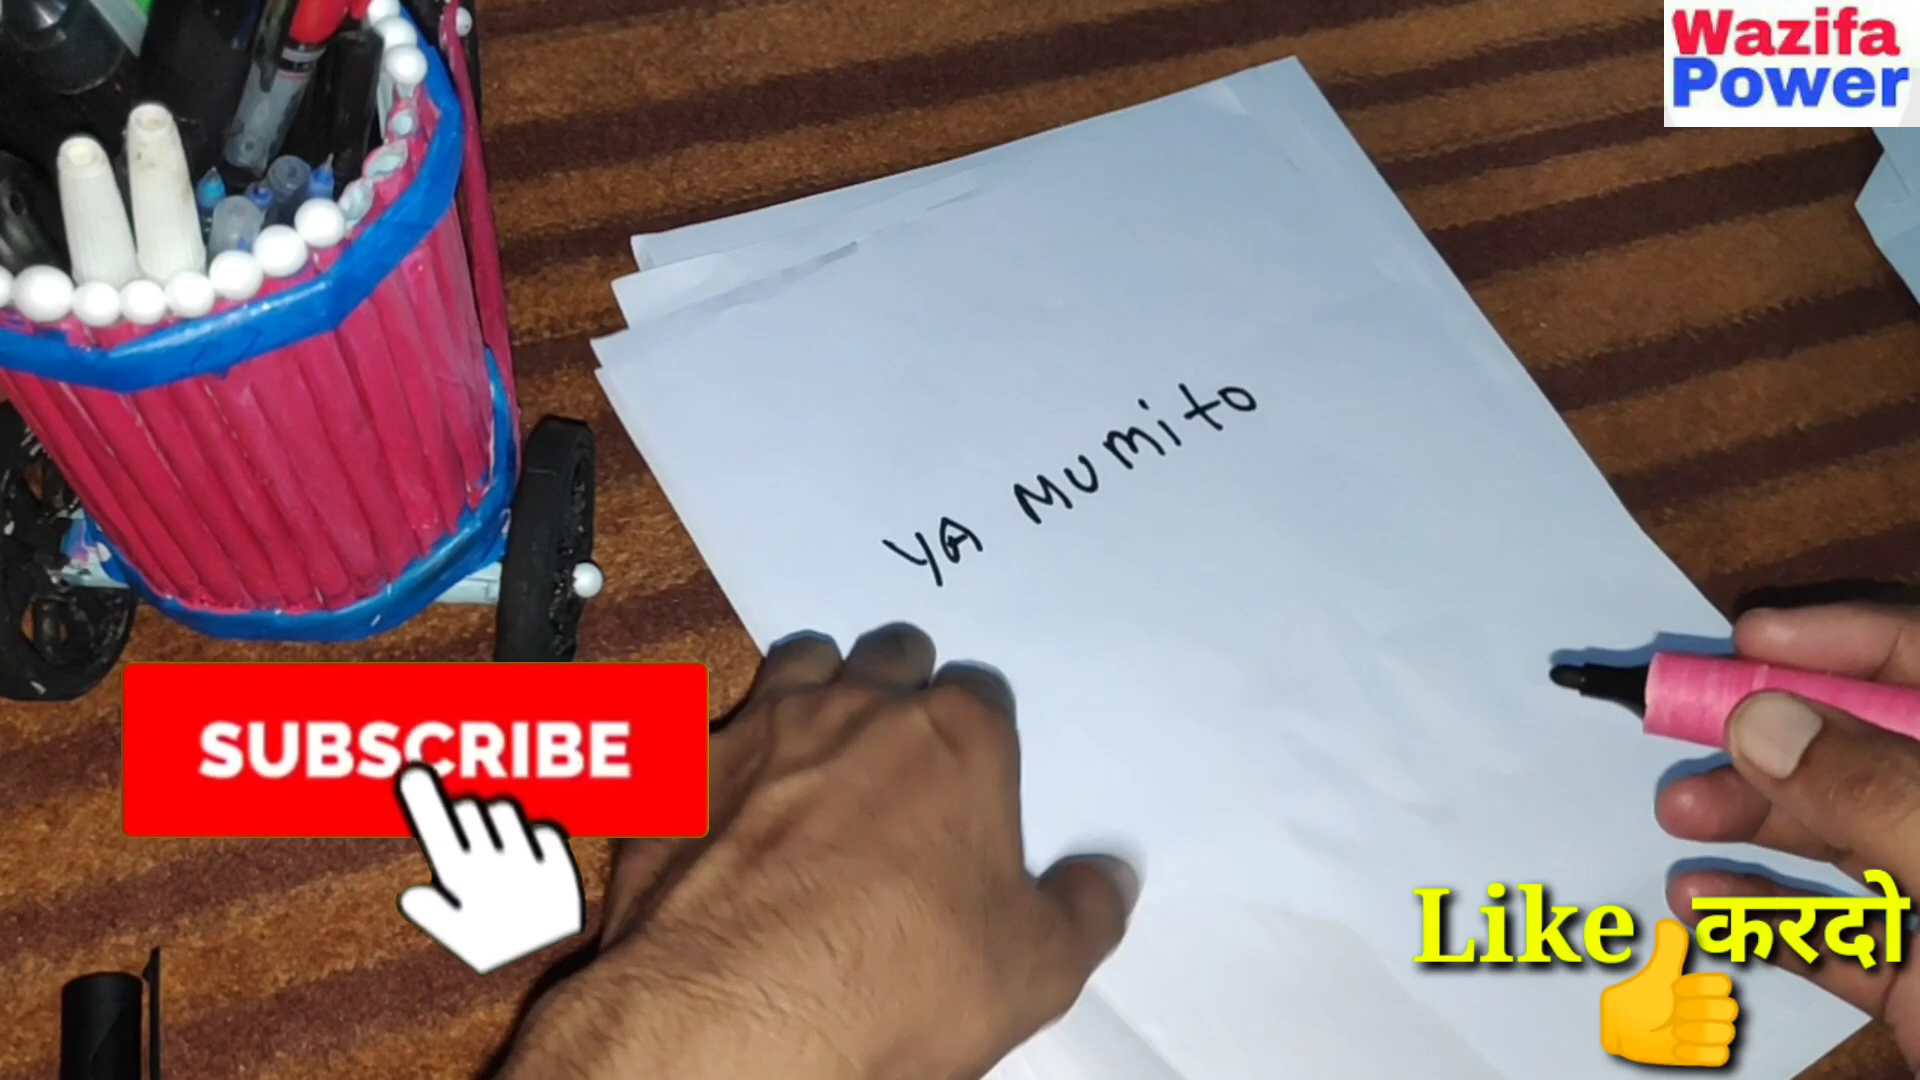 Wazifa
Power
YA MUMitO
SUBSCRIBE
Like करदो